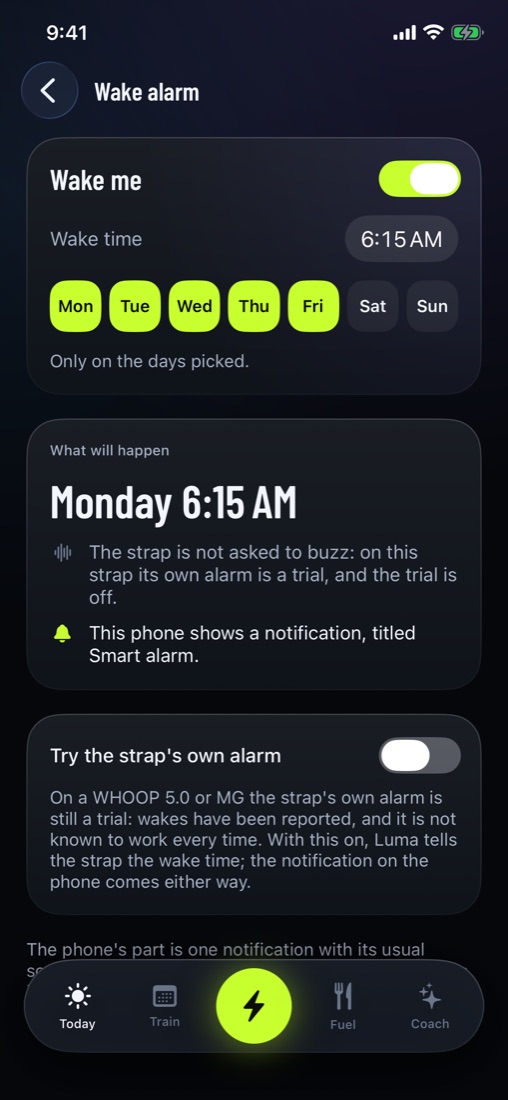 9:41
Wake alarm
Wake me
Wake time
6:15 AM
Mon Tue Wed Thu Fri Sat Sun
Only on the days picked.
What will happen
Monday 6:15 AM
The strap is not asked to buzz: on this
strap its own alarm is a trial, and the trial is
off.
This phone shows a notification, titled
Smart alarm.
Try the strap's own alarm
On a WHOOP 5.0 or MG the strap's own alarm is
still a trial: wakes have been reported, and it is not
known to work every time. With this on, Luma tells
the strap the wake time; the notification on the
phone comes either way.
The phone's part is one notification with its usual
Today Train Fuel Coach